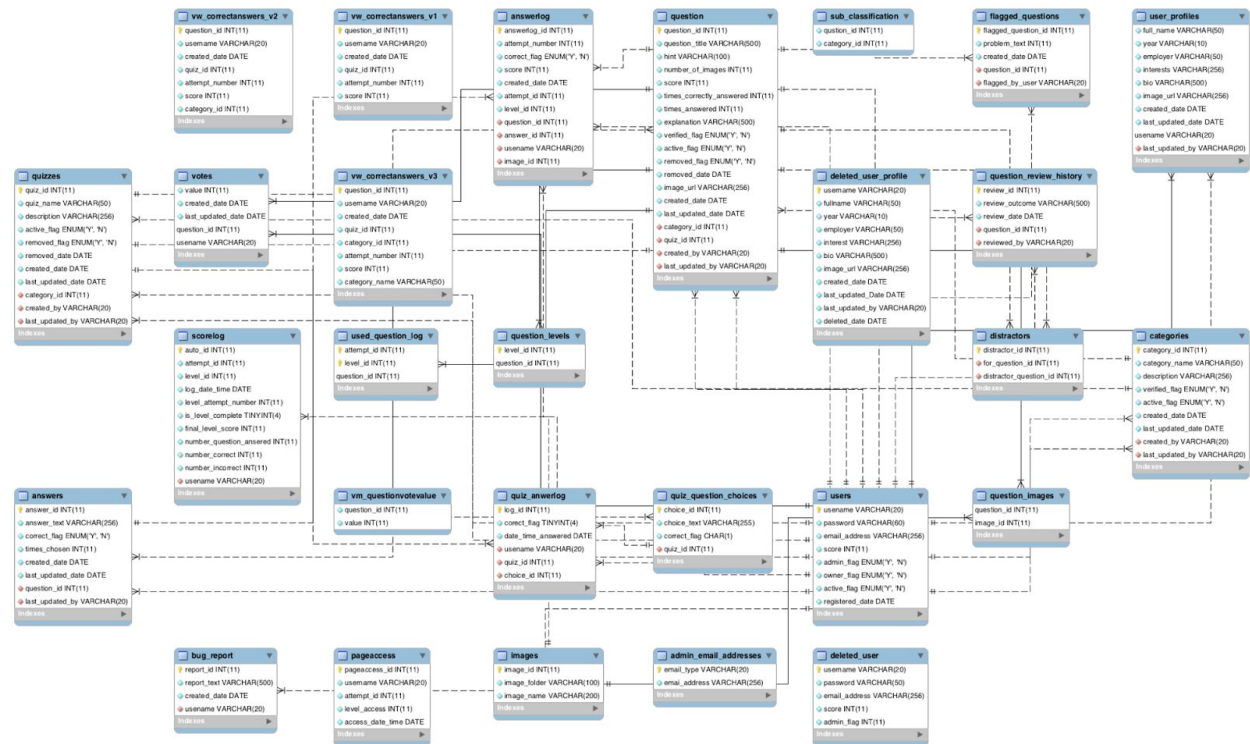 vw_correctanswers_v2
question_id INT(11)
username VARCHAR(20)
created_date DATE
quiz_id INT(11)
attempt_number INT(11)
score INT(11)
category_id INT(11)
Indexes
vw_correctanswers_v1
question_id INT(11)
username VARCHAR(20)
created_date DATE
quiz_id INT(11)
attempt_number INT(11)
score INT(11)
Indexes
answerlog
answerlog_id INT(11)
attempt_number INT(11)
correct_flag ENUM('Y', 'N')
score INT(11)
created_date DATE
attempt_id INT(11)
level_id INT(11)
question_id INT(11)
answer_id INT(11)
usename VARCHAR(20)
image_id INT(11)
Indexes
question
question_id INT(11)
question_title VARCHAR(500)
hint VARCHAR(100)
number_of_images INT(11)
score INT(11)
times_correctly_answered INT(11)
times_answered INT(11)
explanation VARCHAR(500)
verified_flag ENUM('Y', 'N')
active_flag ENUM('Y', 'N')
removed_flag ENUM('Y', 'N')
removed_date DATE
image_url VARCHAR(256)
created_date DATE
last_updated_date DATE
category_id INT(11)
quiz_id INT(11)
created_by VARCHAR(20)
last_updated_by VARCHAR(20)
Indexes
sub_classification
qustion_id INT(11)
category_id INT(11)
Indexes
flagged_questions
flagged_question_id INT(11)
problem_text INT(11)
created_date DATE
question_id INT(11)
flagged_by_user VARCHAR(20)
Indexes
user_profiles
full_name VARCHAR(50)
year VARCHAR(10)
employer VARCHAR(50)
interests VARCHAR(256)
bio VARCHAR(500)
image_url VARCHAR(256)
created_date DATE
last_updated_date DATE
usename VARCHAR(20)
last_updated_by VARCHAR(20)
Indexes
quizzes
quiz_id INT(11)
quiz_name VARCHAR(50)
description VARCHAR(256)
active_flag ENUM('Y', 'N')
removed_flag ENUM('Y', 'N')
removed_date DATE
created_date DATE
last_updated_date DATE
category_id INT(11)
created_by VARCHAR(20)
last_updated_by VARCHAR(20)
Indexes
votes
value INT(11)
created_date DATE
last_updated_date DATE
question_id INT(11)
usename VARCHAR(20)
Indexes
vw_correctanswers_v3
question_id INT(11)
username VARCHAR(20)
created_date DATE
quiz_id INT(11)
category_id INT(11)
attempt_number INT(11)
score INT(11)
category_name VARCHAR(50)
Indexes
deleted_user_profile
username VARCHAR(20)
fullname VARCHAR(50)
year VARCHAR(10)
employer VARCHAR(50)
interest VARCHAR(256)
bio VARCHAR(500)
image_url VARCHAR(256)
created_date DATE
last_updated_Date DATE
last_updated_by VARCHAR(20)
deleted_date DATE
Indexes
question_review_history
review_id INT(11)
review_outcome VARCHAR(500)
review_date DATE
question_id INT(11)
reviewed_by VARCHAR(20)
Indexes
scorelog
auto_id INT(11)
attempt_id INT(11)
level_id INT(11)
log_date_time DATE
level_attempt_number INT(11)
is_level_complete TINYINT(4)
final_level_score INT(11)
number_question_ansered INT(11)
number_correct INT(11)
number_incorrect INT(11)
usename VARCHAR(20)
Indexes
used_question_log
attempt_id INT(11)
level_id INT(11)
question_id INT(11)
Indexes
question_levels
level_id INT(11)
question_id INT(11)
Indexes
distractors
distractor_id INT(11)
for_question_id INT(11)
distractor_question_id INT(11)
Indexes
categories
category_id INT(11)
category_name VARCHAR(50)
description VARCHAR(256)
verified_flag ENUM('Y', 'N')
active_flag ENUM('Y', 'N')
created_date DATE
last_updated_date DATE
created_by VARCHAR(20)
last_updated_by VARCHAR(20)
Indexes
answers
answer_id INT(11)
answer_text VARCHAR(256)
correct_flag ENUM('Y', 'N')
times_chosen INT(11)
created_date DATE
last_updated_date DATE
question_id INT(11)
last_updated_by VARCHAR(20)
Indexes
vm_questionvotevalue
question_id INT(11)
value INT(11)
Indexes
quiz_anwerlog
log_id INT(11)
corect_flag TINYINT(4)
date_time_answered DATE
usename VARCHAR(20)
quiz_id INT(11)
choice_id INT(11)
Indexes
quiz_question_choices
choice_id INT(11)
choice_text VARCHAR(255)
correct_flag CHAR(1)
quiz_id INT(11)
Indexes
users
username VARCHAR(20)
password VARCHAR(60)
email_address VARCHAR(256)
score INT(11)
admin_flag ENUM('Y', 'N')
owner_flag ENUM('Y', 'N')
active_flag ENUM('Y', 'N')
registered_date DATE
Indexes
question_images
question_id INT(11)
image_id INT(11)
Indexes
bug_report
report_id INT(11)
report_text VARCHAR(500)
created_date DATE
usename VARCHAR(20)
Indexes
pageaccess
pageaccess_id INT(11)
username VARCHAR(20)
attempt_id INT(11)
level_access INT(11)
access_date_time DATE
Indexes
images
image_id INT(11)
image_folder VARCHAR(100)
image_name VARCHAR(200)
Indexes
admin_email_addresses
email_type VARCHAR(20)
emai_address VARCHAR(256)
Indexes
deleted_user
username VARCHAR(20)
password VARCHAR(50)
email_address VARCHAR(256)
score INT(11)
admin_flag INT(11)